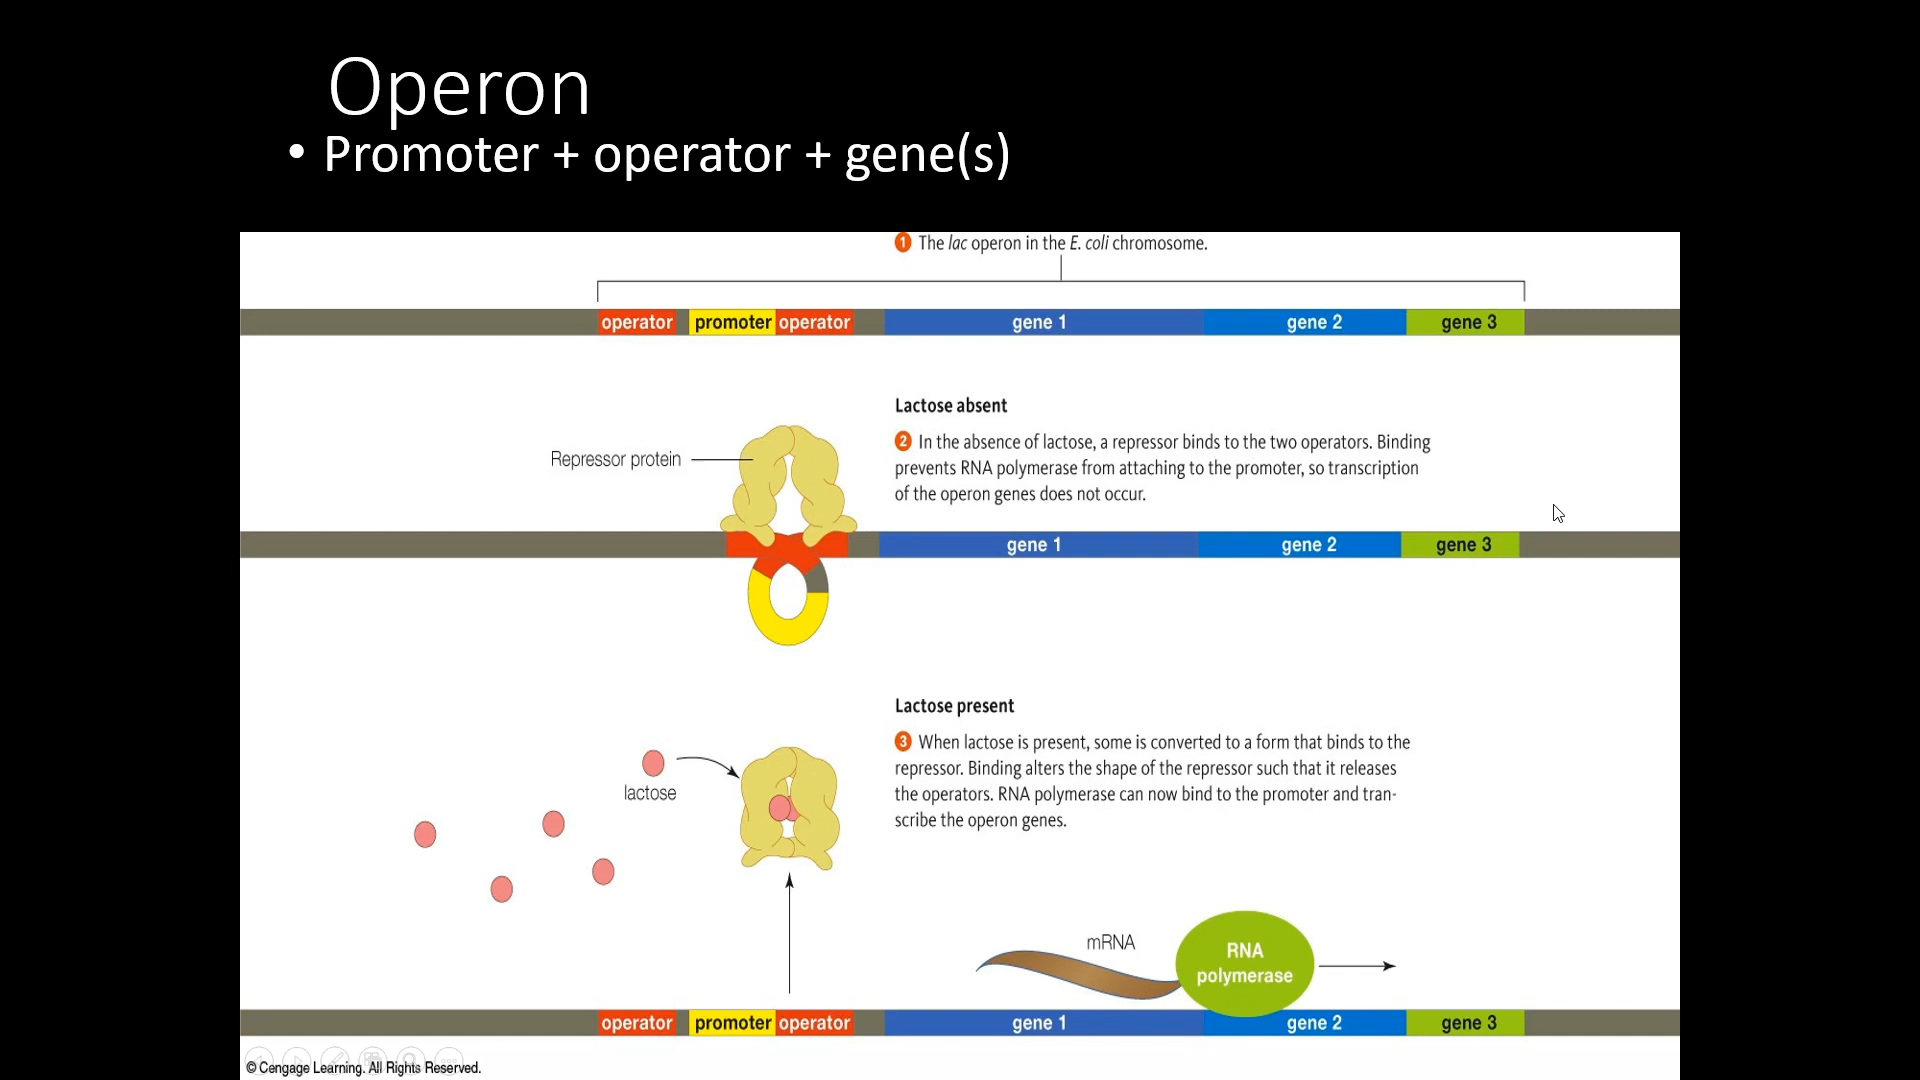 Operon
• Promoter + operator + gene(s)
1 The lac operon in the E. coli chromosome.
operator promoter operator gene 1 gene 2 gene 3
Lactose absent
2 In the absence of lactose, a repressor binds to the two operators. Binding
prevents RNA polymerase from attaching to the promoter, so transcription
of the operon genes does not occur.
Repressor protein
gene 1 gene 2 gene 3
Lactose present
3 When lactose is present, some is converted to a form that binds to the
repressor. Binding alters the shape of the repressor such that it releases
the operators. RNA polymerase can now bind to the promoter and tran-
scribe the operon genes.
lactose
mRNA
RNA
polymerase
operator promoter operator gene 1 gene 2 gene 3
© Cengage Learning. All Rights Reserved.